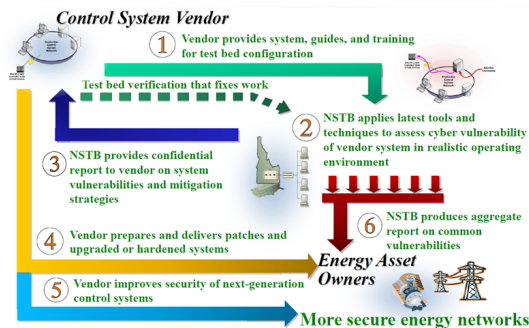 Control System Vendor
1
Vendor provides system, guides, and training
for test bed configuration
Test bed verification that fixes work
2
NSTB applies latest tools and
techniques to assess cyber vulnerability
of vendor system in realistic operating
environment
3
NSTB provides confidential
report to vendor on system
vulnerabilities and mitigation
strategies
4
Vendor prepares and delivers patches and
upgraded or hardened systems
6
NSTB produces aggregate
report on common
vulnerabilities
Energy Asset
Owners
5
Vendor improves security of next-generation
control systems
More secure energy networks